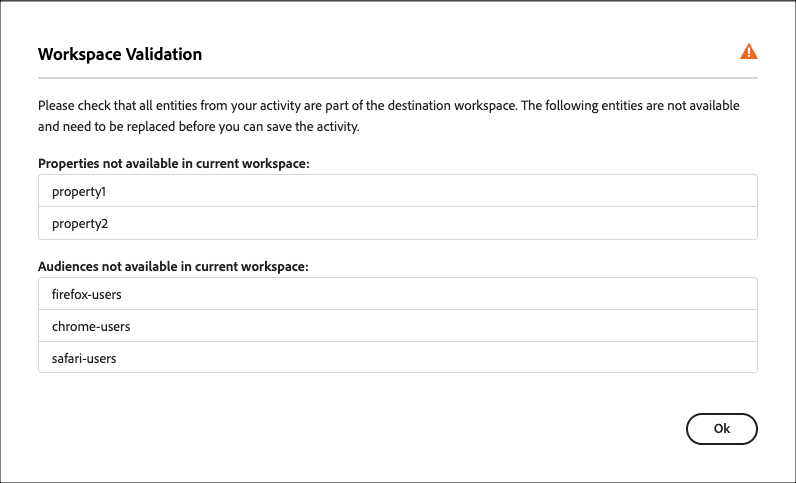 Workspace Validation
Please check that all entities from your activity are part of the destination workspace. The following entities are not available
and need to be replaced before you can save the activity.
Properties not available in current workspace:
property1
property2
Audiences not available in current workspace:
firefox-users
chrome-users
safari-users
Ok